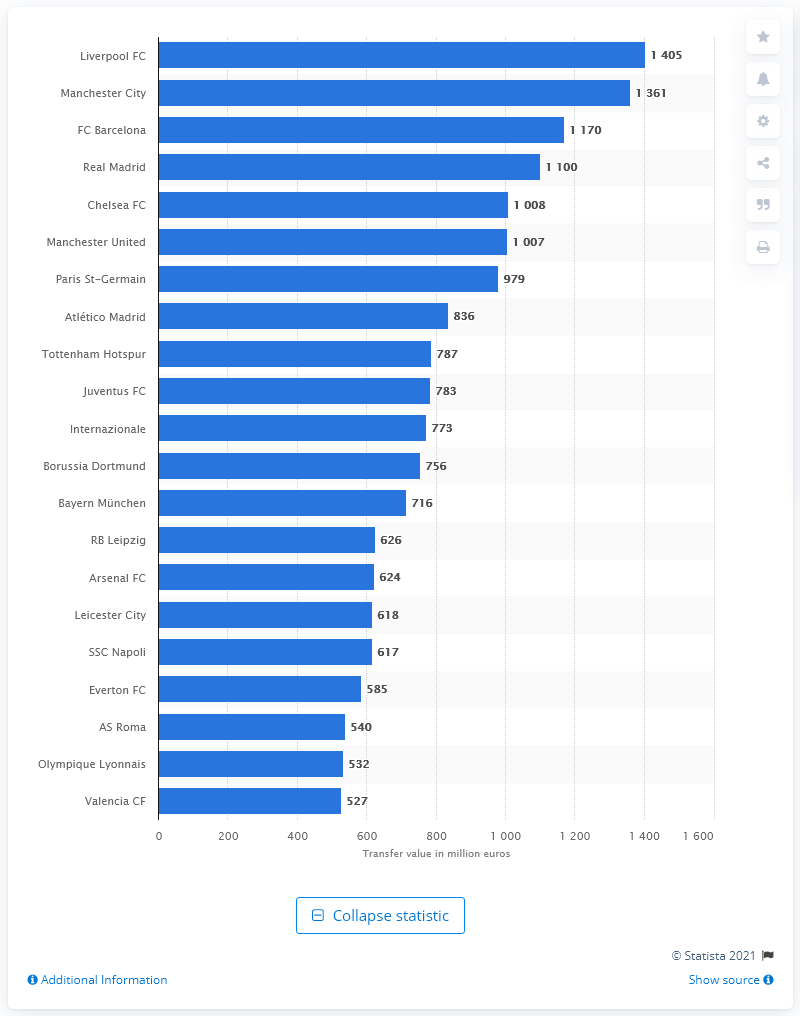 Liverpool FC 1 405
Manchester City 1 361
FC Barcelona 1 170
Real Madrid 1 100
Chelsea FC 1 008
Manchester United 1 007
Paris St-Germain 979
Atlético Madrid 836
Tottenham Hotspur 787
Juventus FC 783
Internazionale 773
Borussia Dortmund 756
Bayern München 716
RB Leipzig 626
Arsenal FC 624
Leicester City 618
SSC Napoli 617
Everton FC 585
AS Roma 540
Olympique Lyonnais 532
Valencia CF 527
0 200 400 600 800 1 000 1 200 1 400 1 600
Transfer value in million euros
Collapse statistic
© Statista 2021
Additional Information Show source